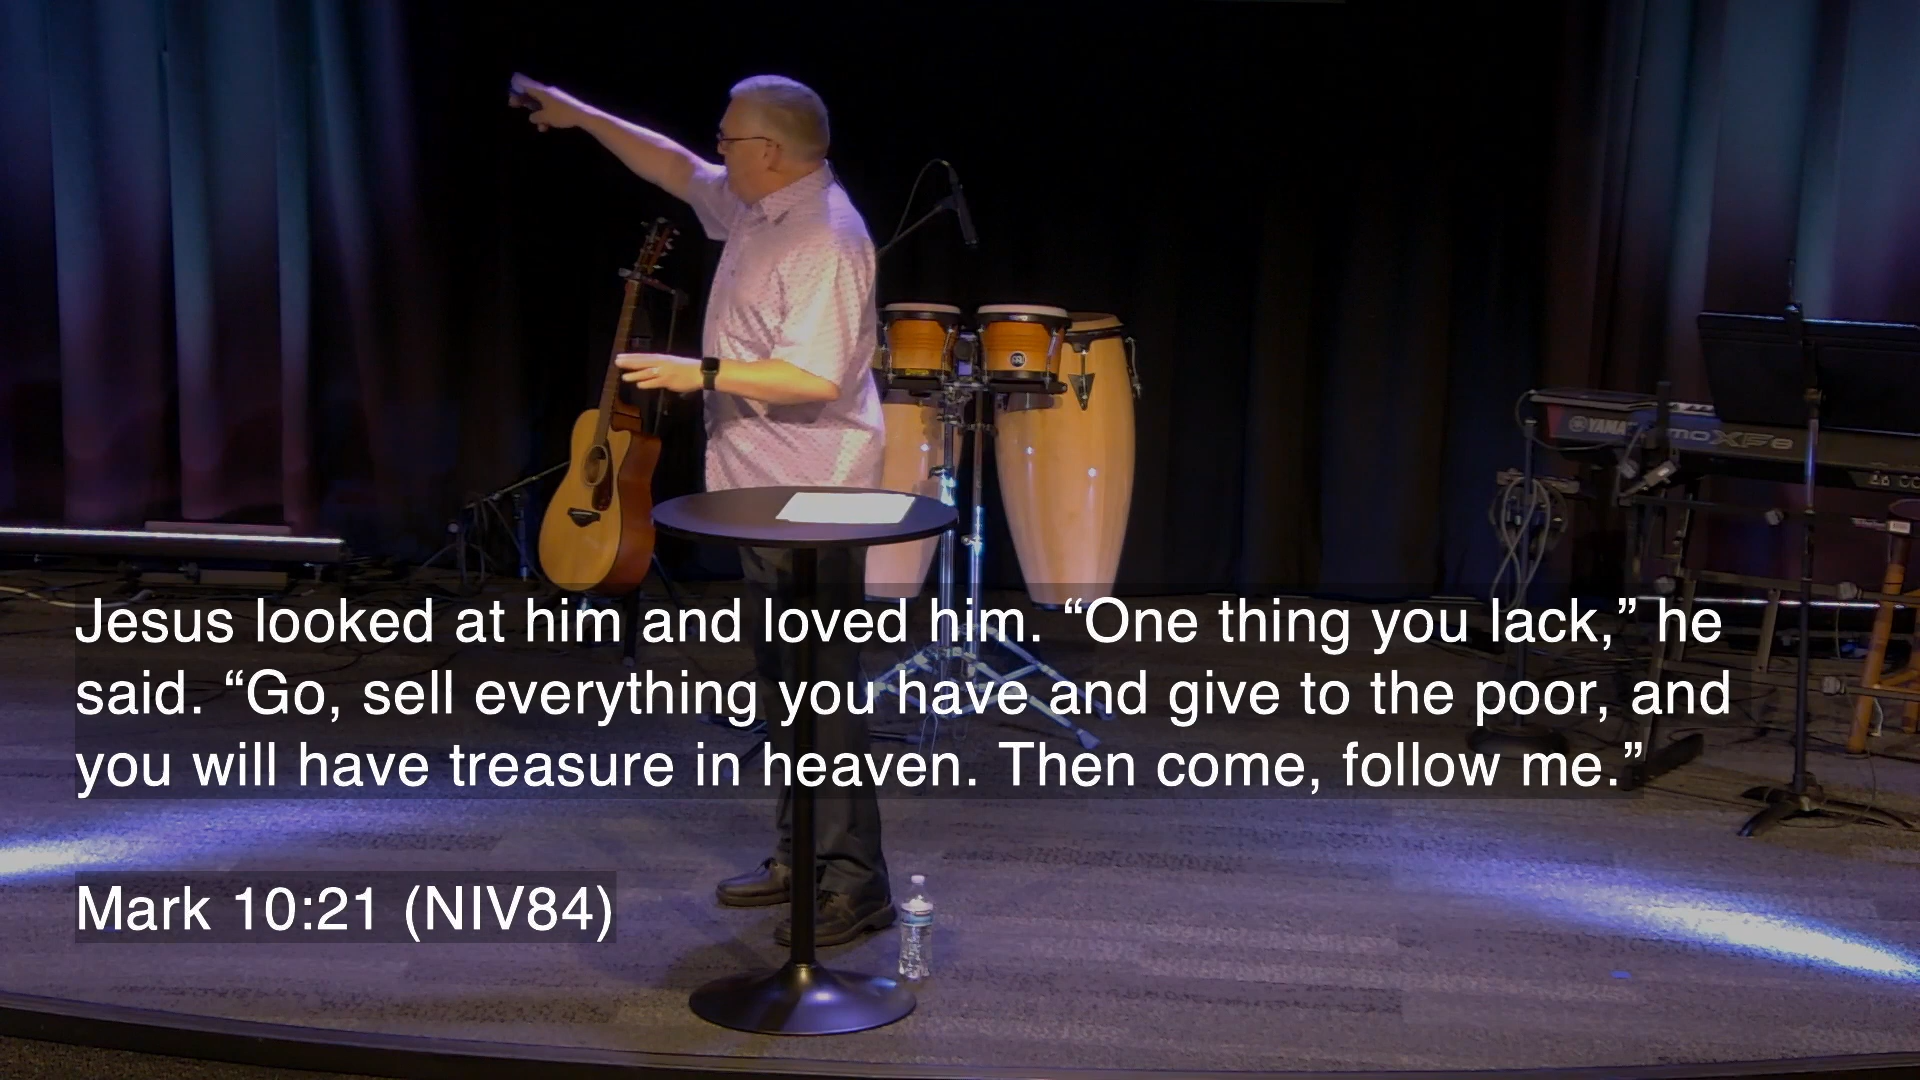 Jesus looked at him and loved him. “One thing you lack,” he
said. “Go, sell everything you have and give to the poor, and
you will have treasure in heaven. Then come, follow me.”
Mark 10:21 (NIV84)
YAMA
moXF8